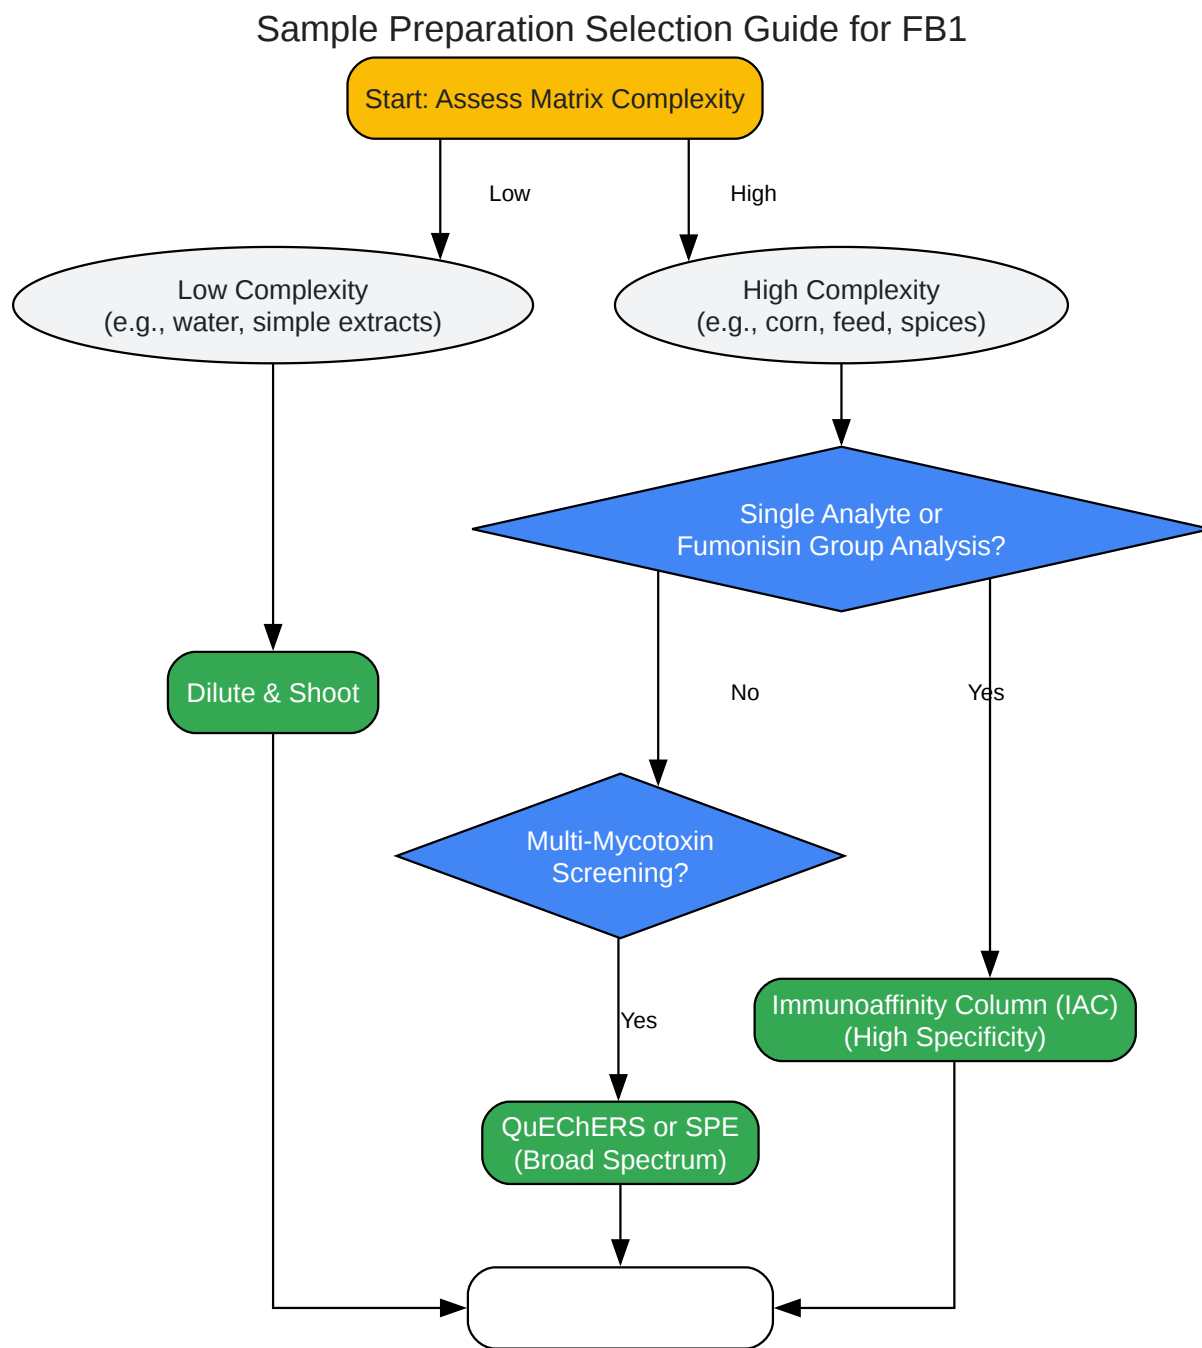 Sample Preparation Selection Guide for FB1
Start: Assess Matrix Complexity
Low
High
Low Complexity
(e.g., water, simple extracts)
High Complexity
(e.g., corn, feed, spices)
Single Analyte or
Fumonisin Group Analysis?
Dilute & Shoot
No
Yes
Multi-Mycotoxin
Screening?
Yes
Immunoaffinity Column (IAC)
(High Specificity)
QuEChERS or SPE
(Broad Spectrum)